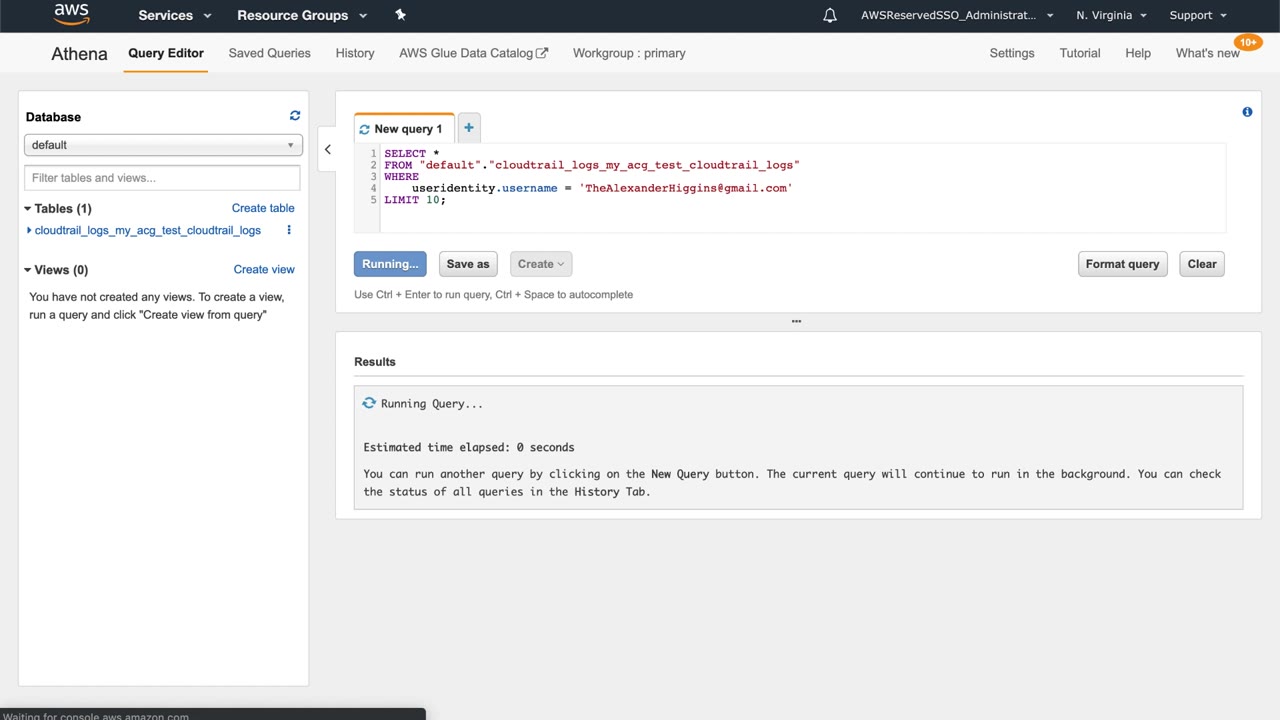 aws
Services
Resource Groups
AWSReservedSSO_Administrat...
N. Virginia
Support
Athena
Query Editor
Saved Queries
History
AWS Glue Data Catalog
Workgroup : primary
Settings
Tutorial
Help
What's new
10+
Database
default
Filter tables and views...
Tables (1)
Create table
cloudtrail_logs_my_acg_test_cloudtrail_logs
Views (0)
Create view
You have not created any views. To create a view,
run a query and click "Create view from query"
New query 1
1 SELECT *
2 FROM "default"."cloudtrail_logs_my_acg_test_cloudtrail_logs"
3 WHERE
4 useridentity.username = 'TheAlexanderHiggins@gmail.com'
5 LIMIT 10;
Running...
Save as
Create
Format query
Clear
Use Ctrl + Enter to run query, Ctrl + Space to autocomplete
Results
Running Query...
Estimated time elapsed: 0 seconds
You can run another query by clicking on the New Query button. The current query will continue to run in the background. You can check
the status of all queries in the History Tab.
Waiting for console.aws.amazon.com